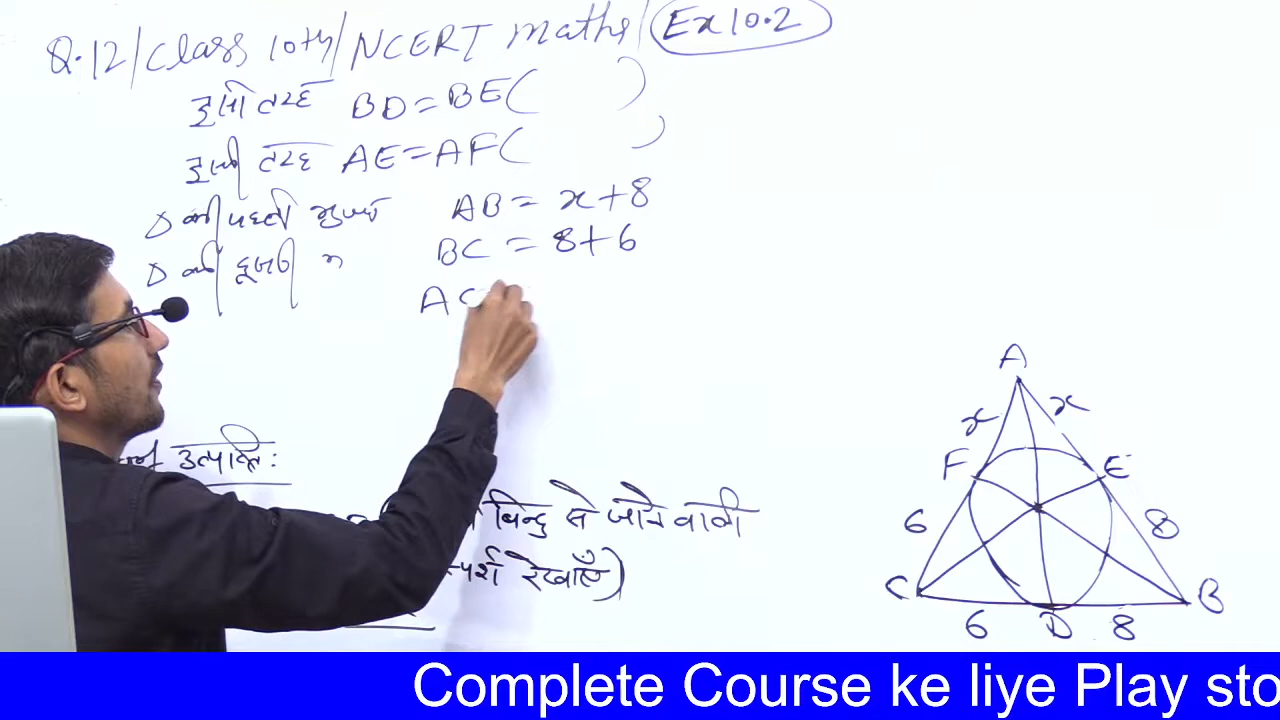 Q.12/Class 10th/NCERT maths/Ex 10.2
इसी तरह BD = BE( )
इसी तरह AE = AF( )
Δ की पहली भुजा AB = x + 8
Δ की दूसरी " BC = 8 + 6
AC
उत्पत्ति:
बिन्दु से जाने वाली
स्पर्श रेखाएँ)
A
x x
F E
6 8
C B
6 D 8
Complete Course ke liye Play sto